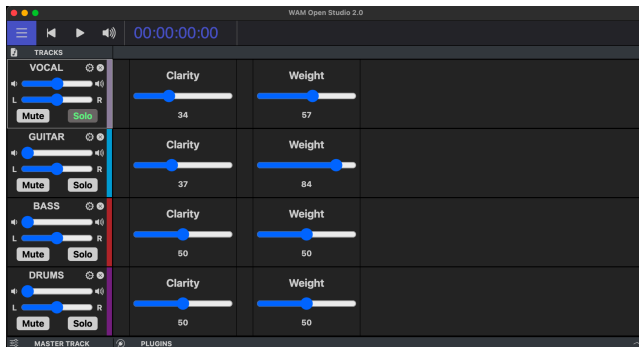 WAM Open Studio 2.0
00:00:00:00
TRACKS
VOCAL
L R
Mute Solo
Clarity Weight
34 57
GUITAR
L R
Mute Solo
Clarity Weight
37 84
BASS
L R
Mute Solo
Clarity Weight
50 50
DRUMS
L R
Mute Solo
Clarity Weight
50 50
MASTER TRACK PLUGINS